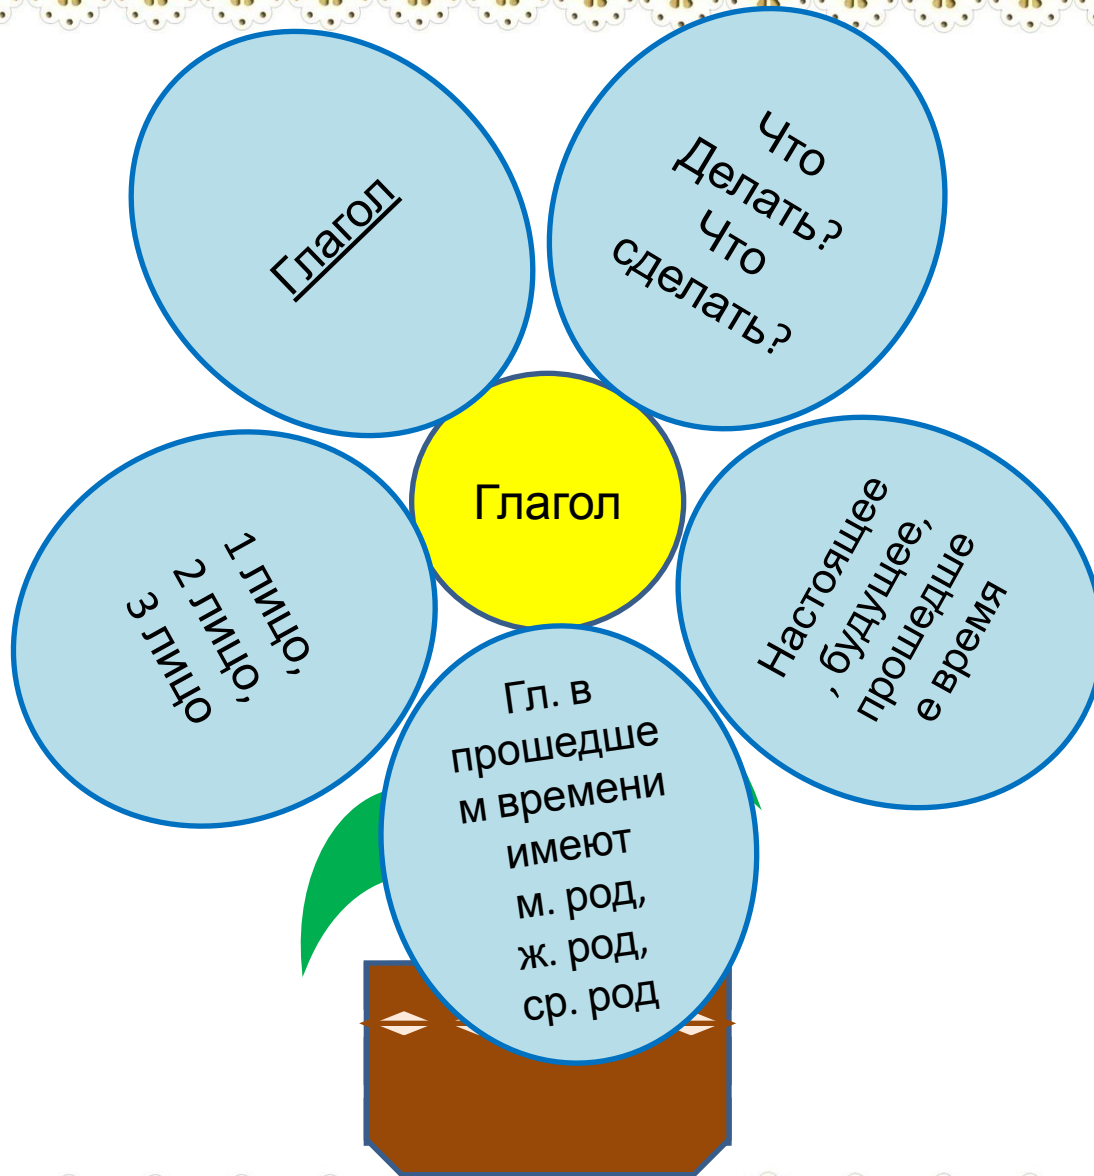 Глагол
Что
Делать?
Что
сделать?
Глагол
1 лицо,
2 лицо,
3 лицо
Настоящее
, будущее,
прошедше
е время
Гл. в
прошедше
м времени
имеют
м. род,
ж. род,
ср. род